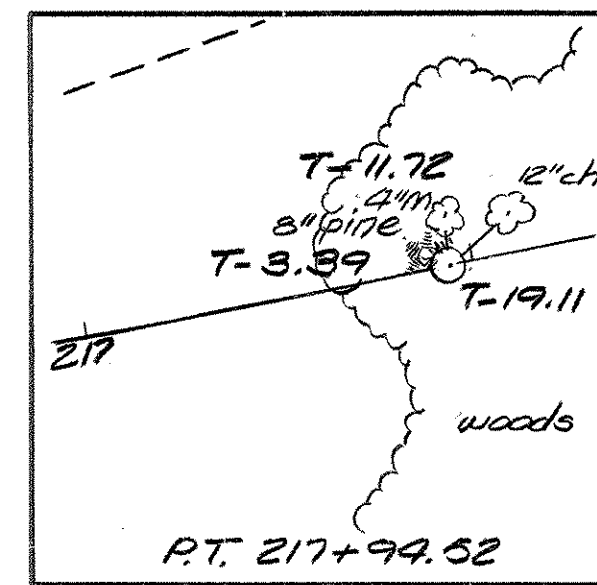 T-11.72
12"ch
4"m
8"pine
T-3.39
T-19.11
217
woods
P.T. 217+94.52